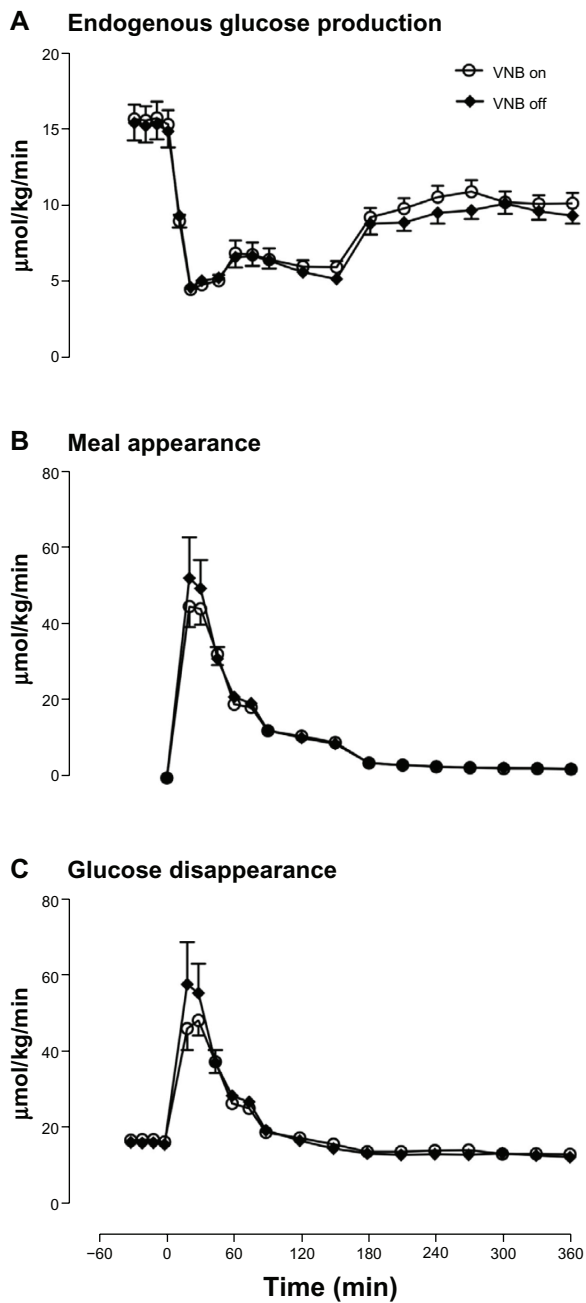 A Endogenous glucose production
20
15
10
5
0
μmol/kg/min
VNB on
VNB off
B Meal appearance
80
60
40
20
0
μmol/kg/min
C Glucose disappearance
80
60
40
20
0
μmol/kg/min
−60 0 60 120 180 240 300 360
Time (min)